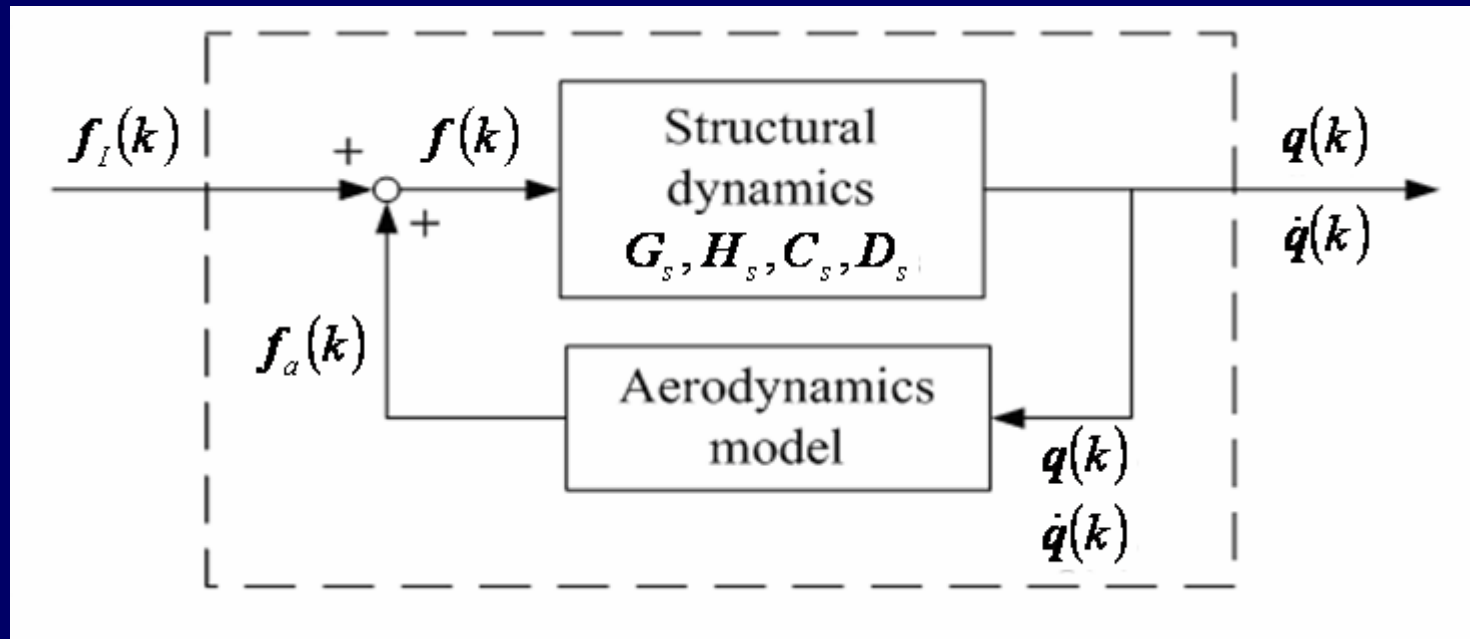 f_I(k)
+
f(k)
+
Structural
dynamics
G_s, H_s, C_s, D_s
q(k)
q̇(k)
f_a(k)
Aerodynamics
model
q(k)
q̇(k)